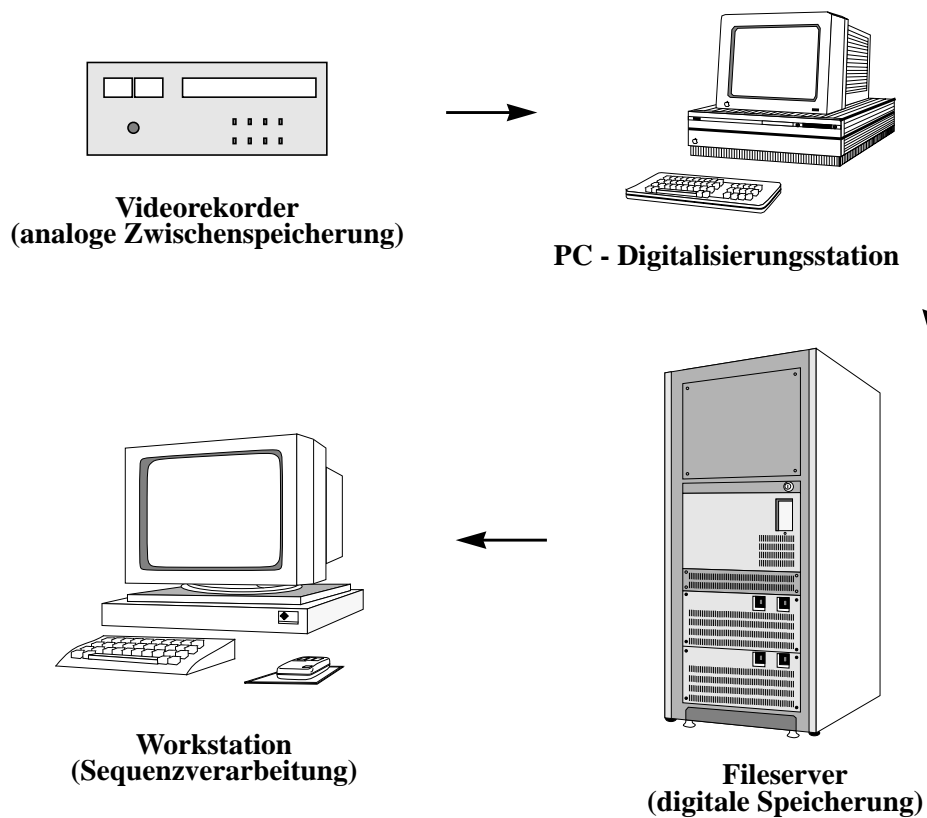 Videorekorder
(analoge Zwischenspeicherung)
PC - Digitalisierungsstation
Workstation
(Sequenzverarbeitung)
Fileserver
(digitale Speicherung)